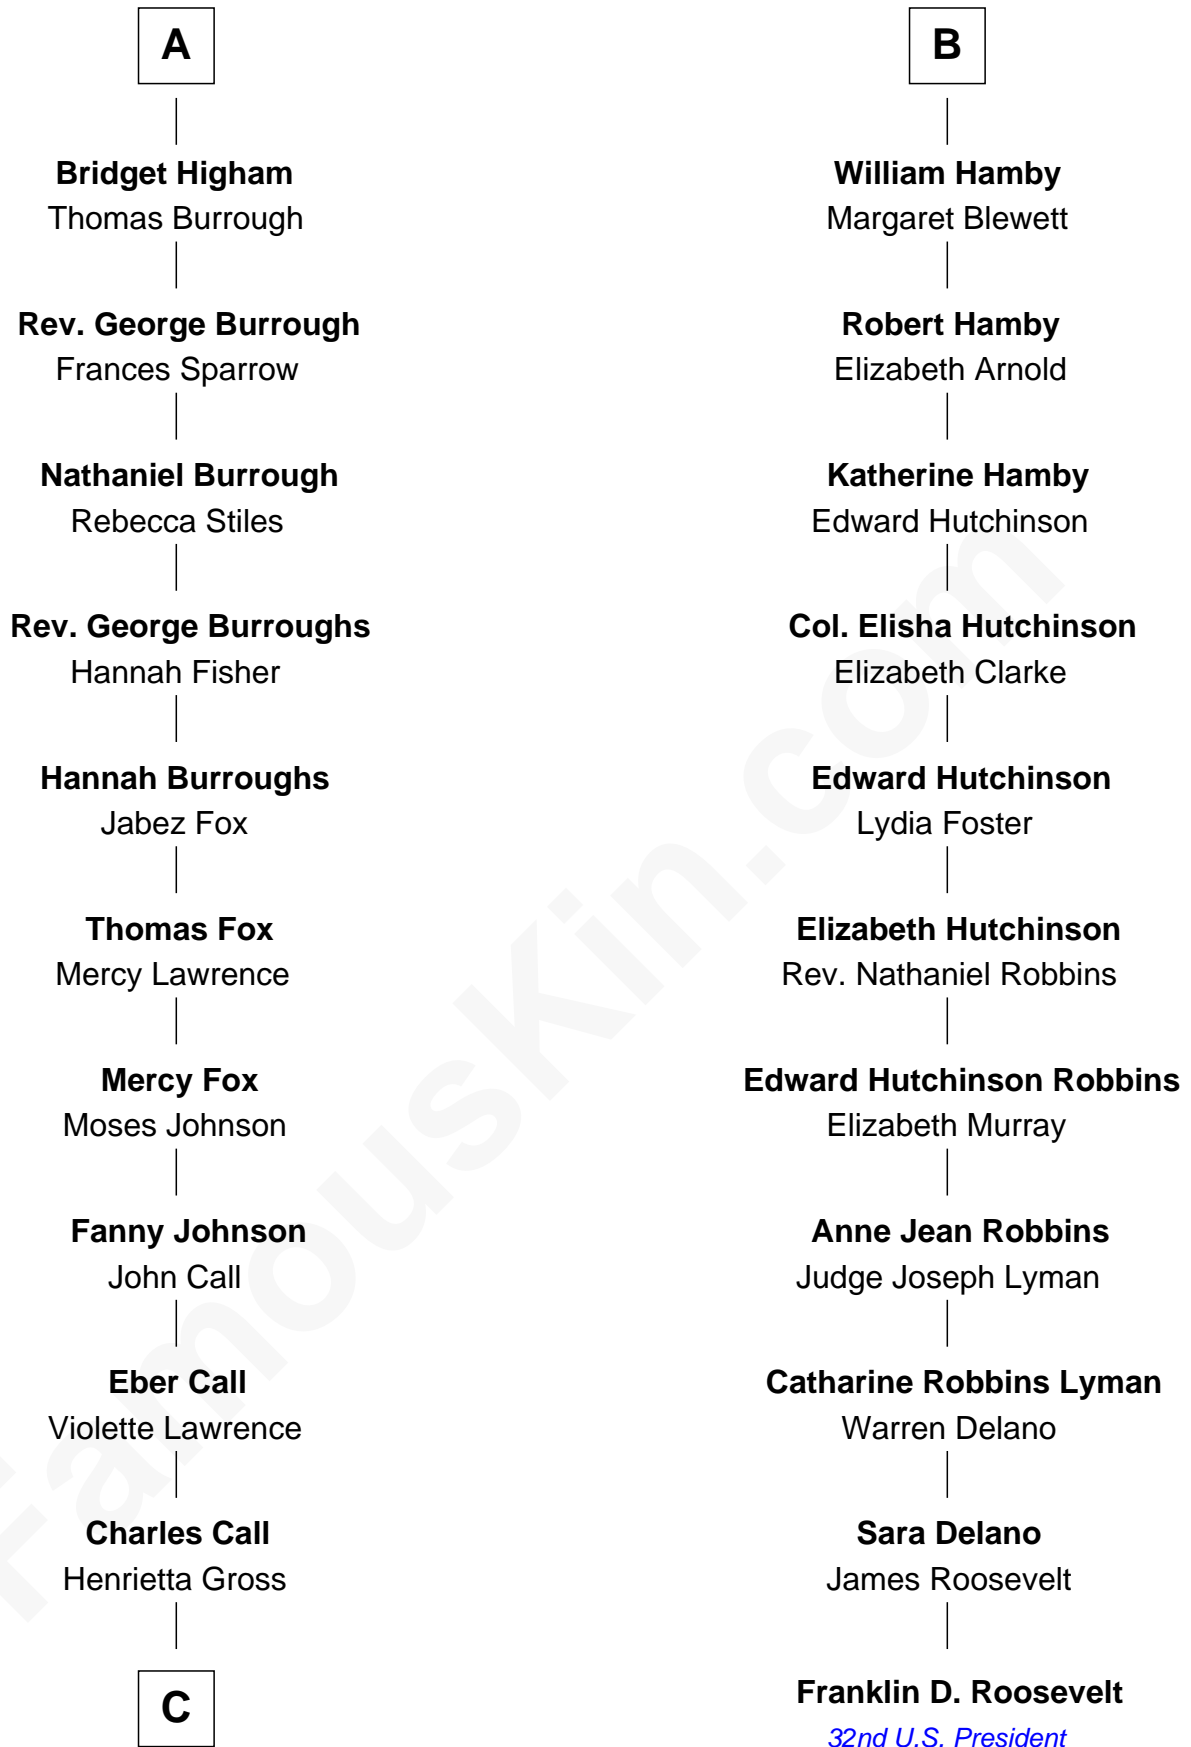 A
Bridget Higham
Thomas Burrough
Rev. George Burrough
Frances Sparrow
Nathaniel Burrough
Rebecca Stiles
Rev. George Burroughs
Hannah Fisher
Hannah Burroughs
Jabez Fox
Thomas Fox
Mercy Lawrence
Mercy Fox
Moses Johnson
Fanny Johnson
John Call
Eber Call
Violette Lawrence
Charles Call
Henrietta Gross
C
B
William Hamby
Margaret Blewett
Robert Hamby
Elizabeth Arnold
Katherine Hamby
Edward Hutchinson
Col. Elisha Hutchinson
Elizabeth Clarke
Edward Hutchinson
Lydia Foster
Elizabeth Hutchinson
Rev. Nathaniel Robbins
Edward Hutchinson Robbins
Elizabeth Murray
Anne Jean Robbins
Judge Joseph Lyman
Catharine Robbins Lyman
Warren Delano
Sara Delano
James Roosevelt
Franklin D. Roosevelt
32nd U.S. President
FamousKin.com